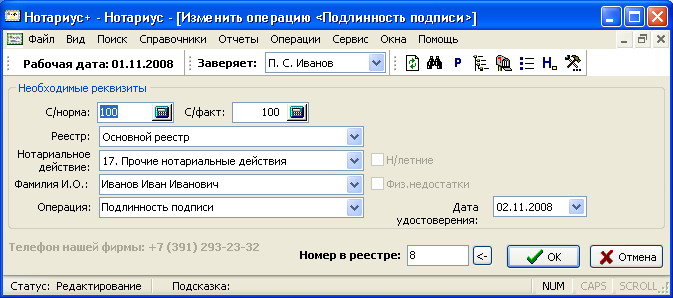 Нотариус+ - Нотариус - [Изменить операцию <Подлинность подписи>]
Файл Вид Поиск Справочники Отчеты Операции Сервис Окна Помощь
Рабочая дата: 01.11.2008 Заверяет: П. С. Иванов P H
Необходимые реквизиты
С/норма: 100 С/факт: 100
Реестр: Основной реестр
Нотариальное действие: 17. Прочие нотариальные действия Н/летние
Фамилия И.О.: Иванов Иван Иванович Физ.недостатки
Операция: Подлинность подписи Дата удостоверения: 02.11.2008
Телефон нашей фирмы: +7 (391) 293-23-32 Номер в реестре: 8 <- OK Отмена
Статус: Редактирование Подсказка: NUM CAPS SCROLL